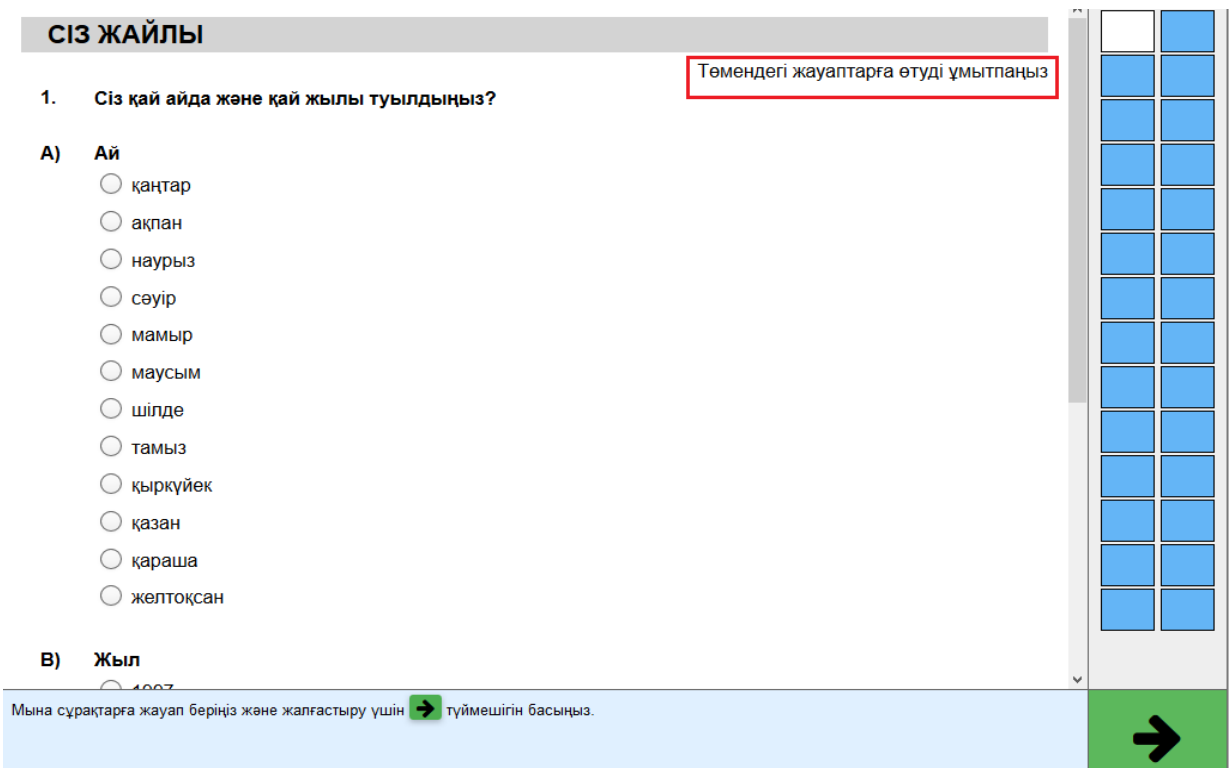 СІЗ ЖАЙЛЫ
Төмендегі жауаптарға өтуді ұмытпаңыз
1. Сіз қай айда және қай жылы туылдыңыз?
A) Ай
қаңтар
ақпан
наурыз
сәуір
мамыр
маусым
шілде
тамыз
қыркүйек
қазан
қараша
желтоқсан
B) Жыл
Мына сұрақтарға жауап беріңіз және жалғастыру үшін түймешігін басыңыз.